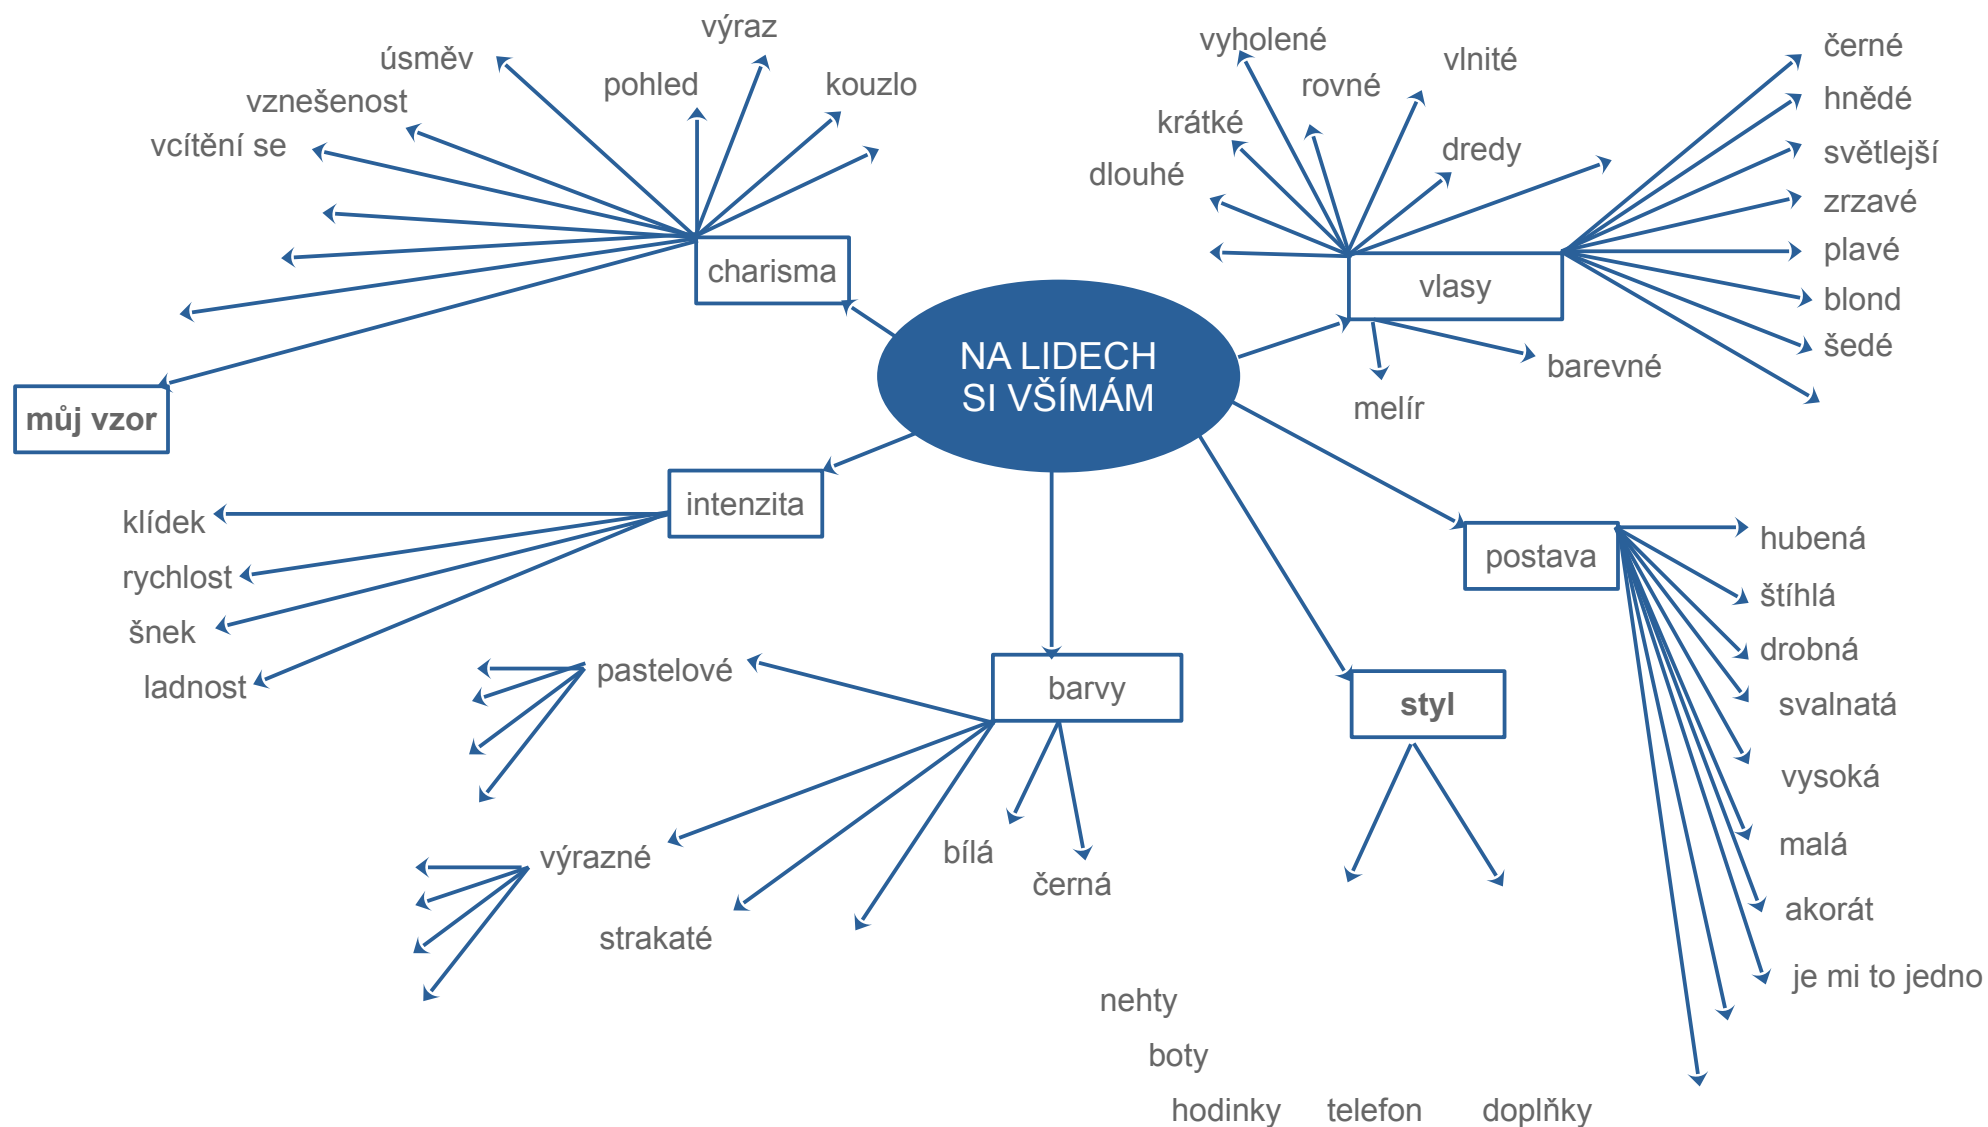 výraz
úsměv
pohled
kouzlo
vznešenost
vcítění se
charisma
můj vzor
vyholené
vlnité
rovné
krátké
dredy
dlouhé
vlasy
černé
hnědé
světlejší
zrzavé
plavé
blond
šedé
barevné
melír
NA LIDECH
SI VŠÍMÁM
intenzita
klídek
rychlost
šnek
ladnost
postava
hubená
štíhlá
drobná
svalnatá
vysoká
malá
akorát
je mi to jedno
barvy
pastelové
výrazné
strakaté
bílá
černá
styl
nehty
boty
hodinky telefon doplňky